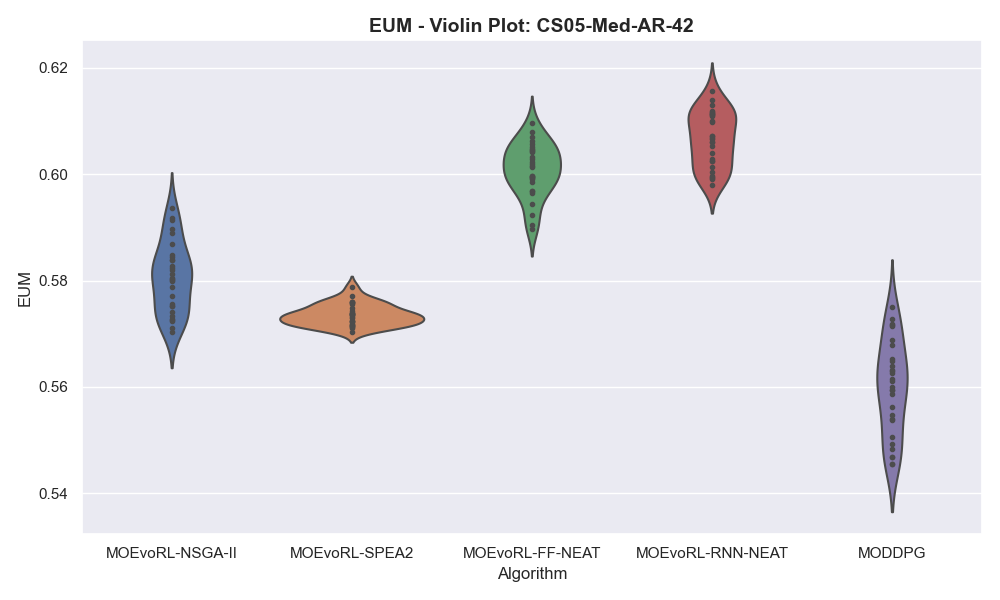 EUM - Violin Plot: CS05-Med-AR-42
0.62
0.60
0.58
0.56
0.54
EUM
MOEvoRL-NSGA-II MOEvoRL-SPEA2 MOEvoRL-FF-NEAT MOEvoRL-RNN-NEAT MODDPG
Algorithm